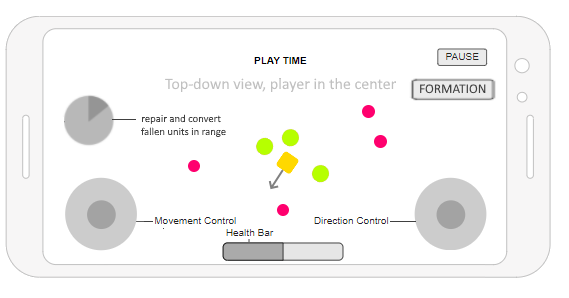 PLAY TIME
PAUSE
Top-down view, player in the center
FORMATION
repair and convert
fallen units in range
Movement Control
Direction Control
Health Bar